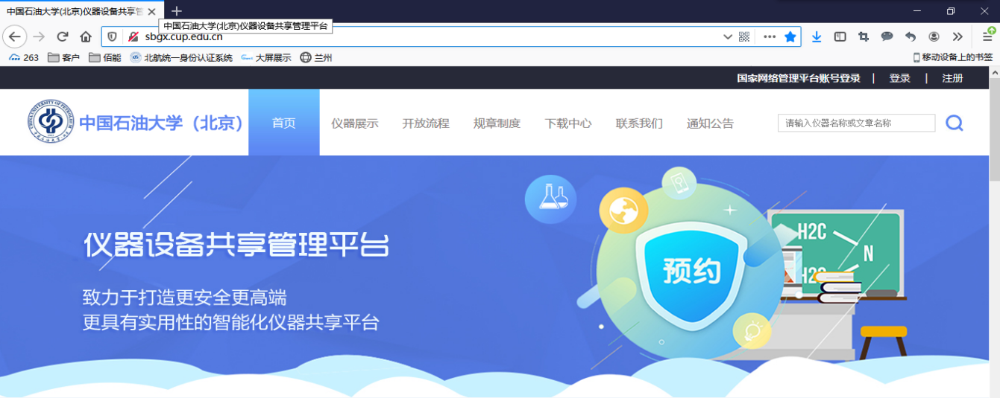 中国石油大学(北京)仪器设备共享管
中国石油大学(北京)仪器设备共享管理平台
sbgx.cup.edu.cn
263 客户 佰能 北航统一身份认证系统 大屏展示 兰州 移动设备上的书签
国家网络管理平台账号登录 | 登录 | 注册
中国石油大学（北京） 首页 仪器展示 开放流程 规章制度 下载中心 联系我们 通知公告 请输入仪器名称或文章名称
仪器设备共享管理平台
致力于打造更安全更高端
更具有实用性的智能化仪器共享平台
预约
H2C
N
H2C